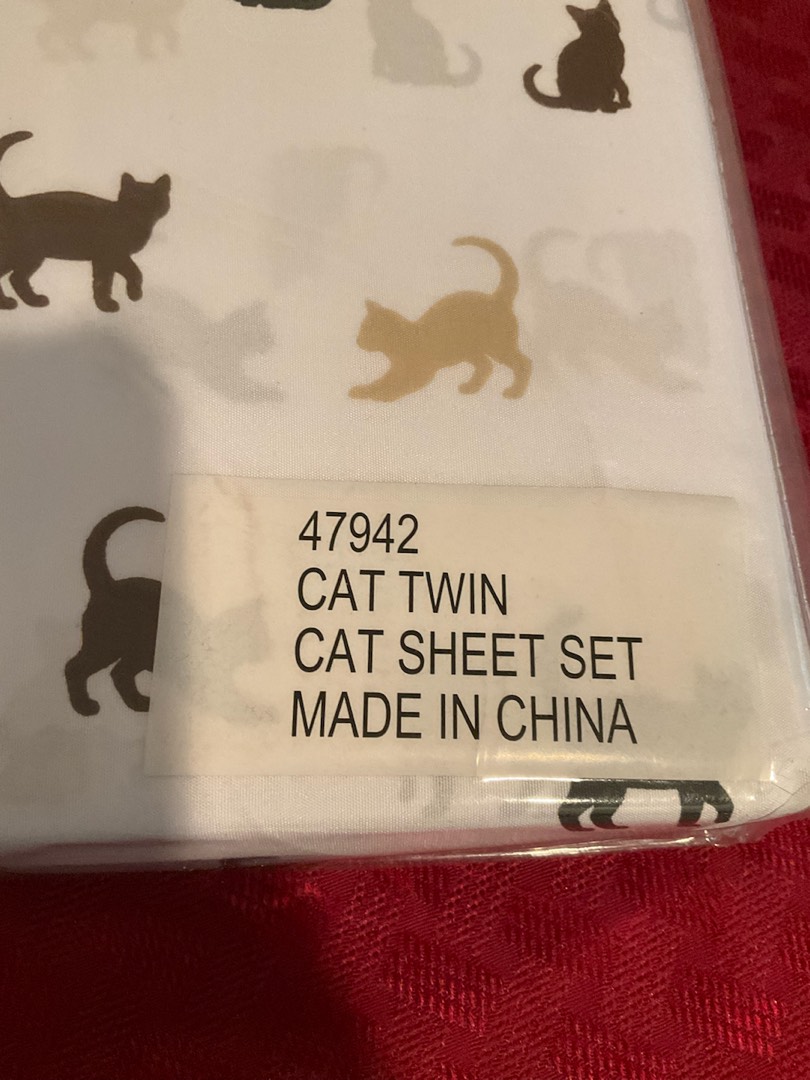 47942
CAT TWIN
CAT SHEET SET
MADE IN CHINA